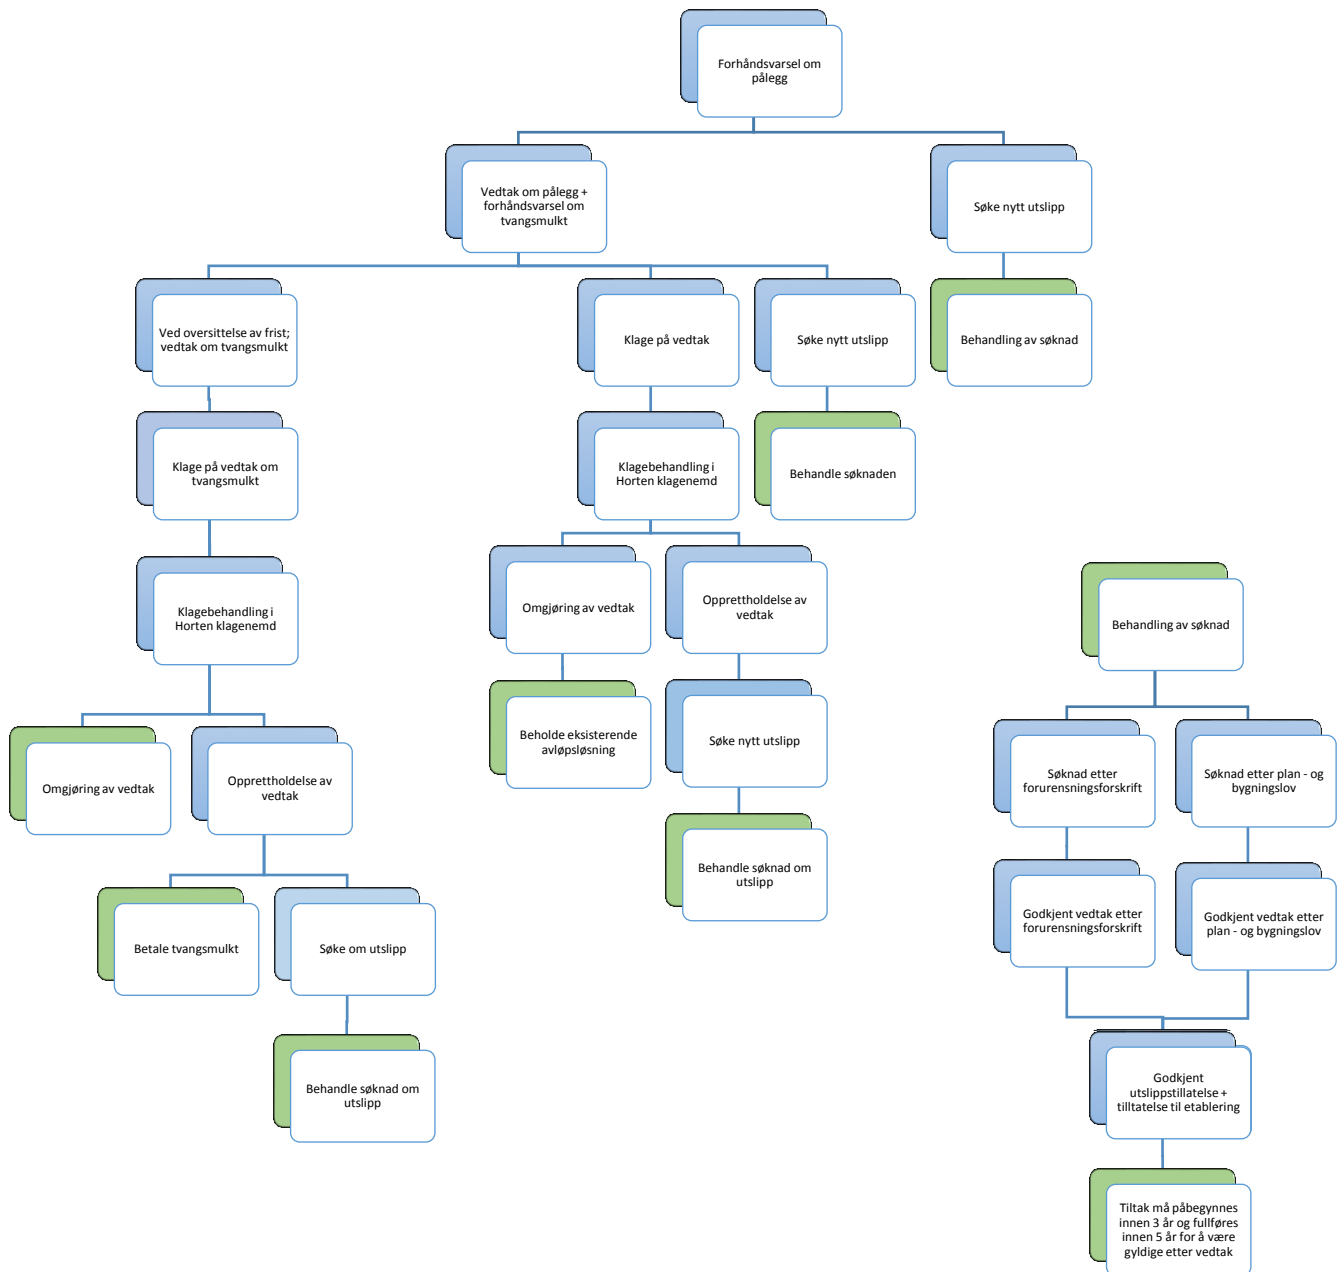 Forhåndsvarsel om
pålegg
Vedtak om pålegg +
forhåndsvarsel om
tvangsmulkt
Søke nytt utslipp
Ved oversittelse av frist;
vedtak om tvangsmulkt
Klage på vedtak
Søke nytt utslipp
Behandling av søknad
Klage på vedtak om
tvangsmulkt
Klagebehandling i
Horten klagenemd
Behandle søknaden
Klagebehandling i
Horten klagenemd
Omgjøring av vedtak
Opprettholdelse av
vedtak
Behandling av søknad
Omgjøring av vedtak
Opprettholdelse av
vedtak
Beholde eksisterende
avløpsløsning
Søke nytt utslipp
Søknad etter
forurensningsforskrift
Søknad etter plan - og
bygningslov
Behandle søknad om
utslipp
Betale tvangsmulkt
Søke om utslipp
Godkjent vedtak etter
forurensningsforskrift
Godkjent vedtak etter
plan - og bygningslov
Behandle søknad om
utslipp
Godkjent
utslippstillatelse +
tilltatelse til etablering
Tiltak må påbegynnes
innen 3 år og fullføres
innen 5 år for å være
gyldige etter vedtak